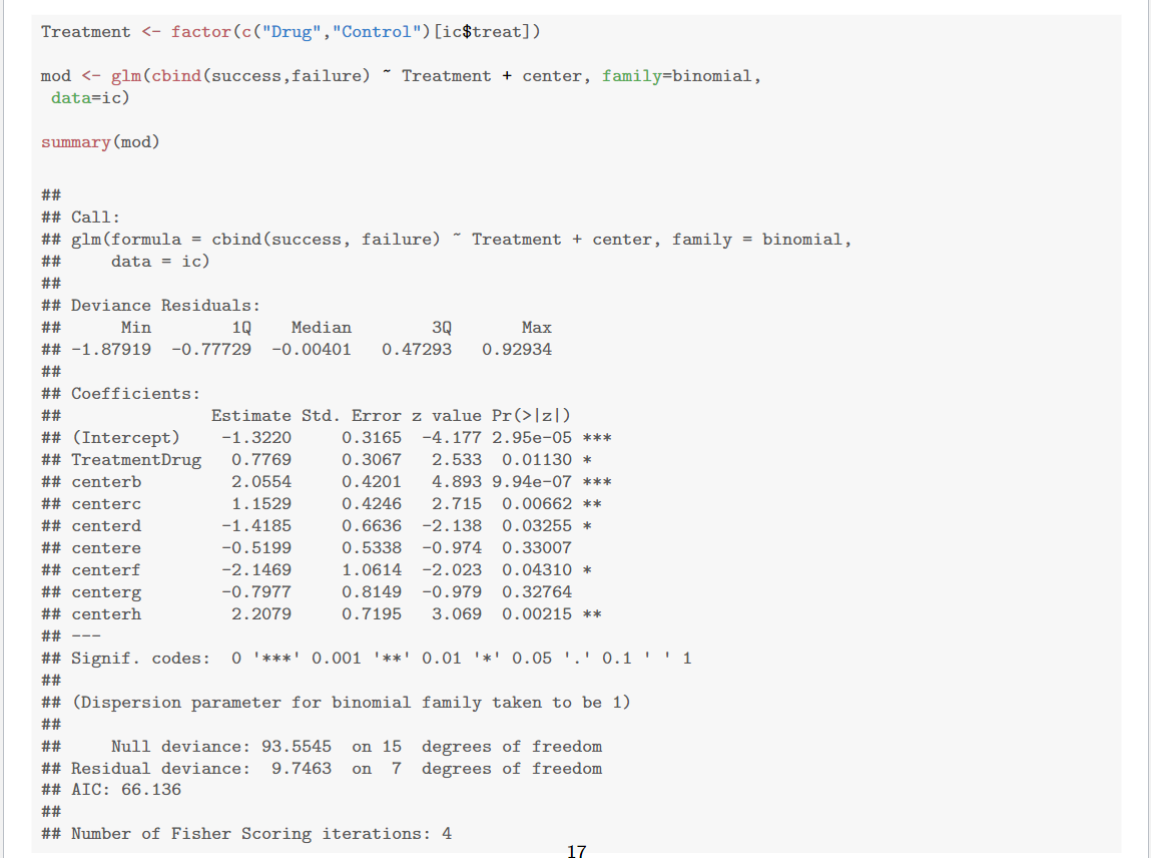 Treatment <- factor(c("Drug","Control")[ic$treat])
mod <- glm(cbind(success,failure) ~ Treatment + center, family=binomial,
 data=ic)
summary(mod)
##
## Call:
## glm(formula = cbind(success, failure) ~ Treatment + center, family = binomial,
##     data = ic)
##
## Deviance Residuals:
##      Min        1Q    Median        3Q       Max
## -1.87919  -0.77729  -0.00401   0.47293   0.92934
##
## Coefficients:
##               Estimate Std. Error z value Pr(>|z|)
## (Intercept)    -1.3220     0.3165  -4.177 2.95e-05 ***
## TreatmentDrug   0.7769     0.3067   2.533  0.01130 *
## centerb         2.0554     0.4201   4.893 9.94e-07 ***
## centerc         1.1529     0.4246   2.715  0.00662 **
## centerd        -1.4185     0.6636  -2.138  0.03255 *
## centere        -0.5199     0.5338  -0.974  0.33007
## centerf        -2.1469     1.0614  -2.023  0.04310 *
## centerg        -0.7977     0.8149  -0.979  0.32764
## centerh         2.2079     0.7195   3.069  0.00215 **
## ---
## Signif. codes:  0 '***' 0.001 '**' 0.01 '*' 0.05 '.' 0.1 ' ' 1
##
## (Dispersion parameter for binomial family taken to be 1)
##
##     Null deviance: 93.5545  on 15  degrees of freedom
## Residual deviance:  9.7463  on  7  degrees of freedom
## AIC: 66.136
##
## Number of Fisher Scoring iterations: 4
17